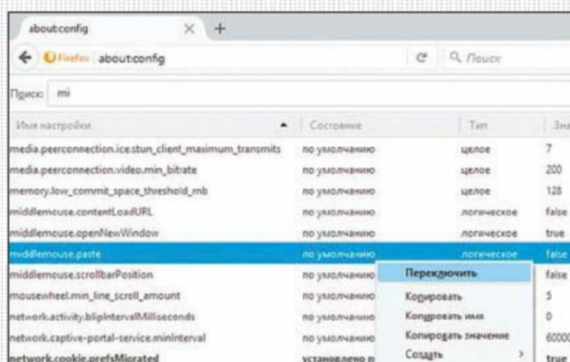 about:config
Firefox about:config Поиск
Поиск: mi
Имя настройки Состояние Тип Зна
media.peerconnection.ice.stun_client_maximum_transmits по умолчанию целое 7
media.peerconnection.video.min_bitrate по умолчанию целое 200
memory.low_commit_space_threshold_mb по умолчанию целое 128
middlemouse.contentLoadURL по умолчанию логическое false
middlemouse.openNewWindow по умолчанию логическое true
middlemouse.paste по умолчанию логическое false
middlemouse.scrollbarPosition по умолчанию Переключить false
mousewheel.min_line_scroll_amount по умолчанию Копировать 5
network.activity.blipIntervalMilliseconds по умолчанию Копировать имя 0
network.captive-portal-service.minInterval по умолчанию Копировать значение 60000
network.cookie.prefsMigrated установлено п Создать true